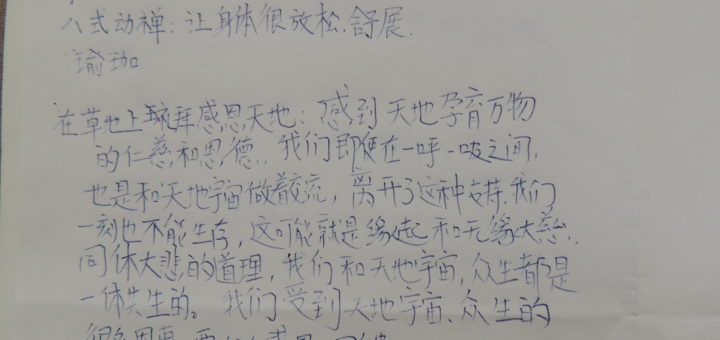 八式动禅：让身体很放松.舒展.
瑜珈
在草地上跪拜感恩天地：感到天地孕育万物
的仁慈和恩德，我们即使在一呼一吸之间，
也是和天地宇宙做着交流，离开了这种支持，我们
一刻也不能生存，这可能就是缘起和无缘大慈，
同体大悲的道理，我们和天地宇宙，众生都是
一体共生的。我们受到天地宇宙、众生的